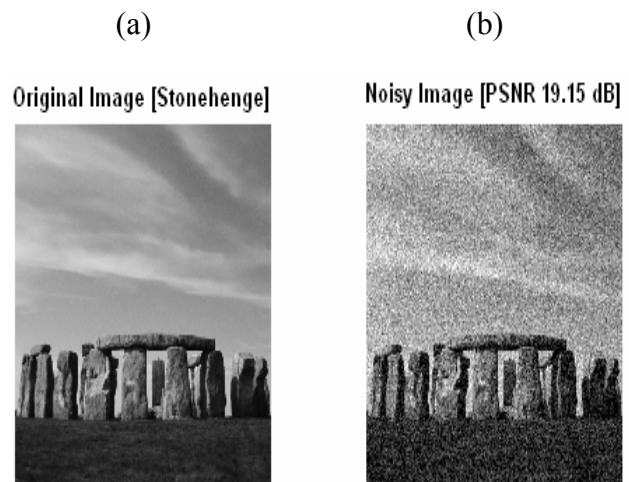 (a)
(b)
Original Image [Stonehenge]
Noisy Image [PSNR 19.15 dB]